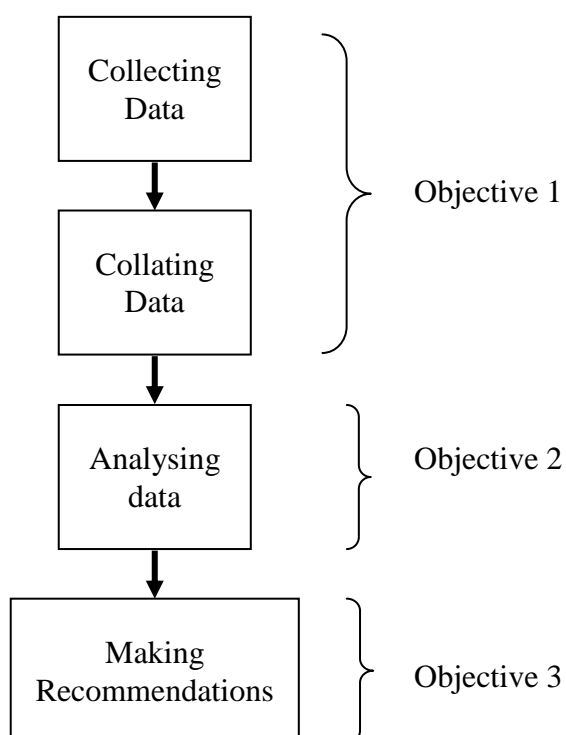 Collecting
Data
Objective 1
Collating
Data
Analysing
data
Objective 2
Making
Recommendations
Objective 3